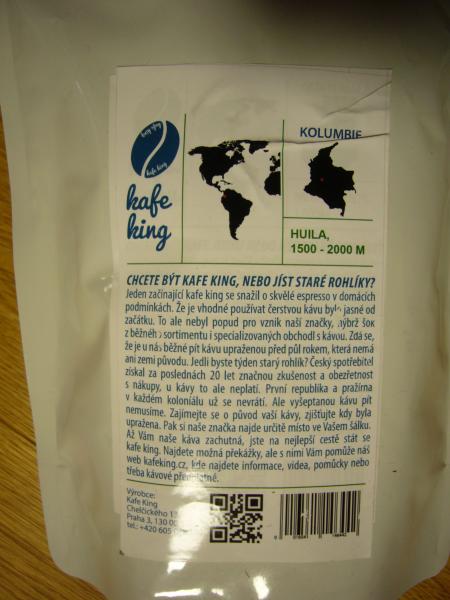 kafe king
kafe
king
KOLUMBIE
HUILA,
1500 - 2000 M
CHCETE BÝT KAFE KING, NEBO JÍST STARÉ ROHLÍKY?
Jeden začínající kafe king se snažil o skvělé espresso v domácích
podmínkách. Že je vhodné používat čerstvou kávu bylo jasné od
začátku. To ale nebyl popud pro vznik naší značky, nýbrž šok
z běžného sortimentu i specializovaných obchodů s kávou. Zdá se,
že je u nás běžné pít kávu upraženou před půl rokem, která nemá
ani zemi původu. Jedli byste týden starý rohlík? Český spotřebitel
získal za posledních 20 let značnou zkušenost a obezřetnost
s nákupy, u kávy to ale neplatí. První republika a pražírna
v každém koloniálu už se nevrátí. Ale vyšeptanou kávu pít
nemusíme. Zajímejte se o původ vaší kávy, zjišťujte kdy byla
upražena. Pak si naše značka najde určitě místo ve Vašem šálku.
Až Vám naše káva zachutná, jste na nejlepší cestě stát se
kafe king. Najdete možná překážky, ale s nimi Vám pomůže náš
web kafeking.cz, kde najdete informace, videa, pomůcky nebo
třeba kávové předplatné.
Výrobce:
Kafe King
Chelčického
Praha 3, 130 00
tel.: +420 605